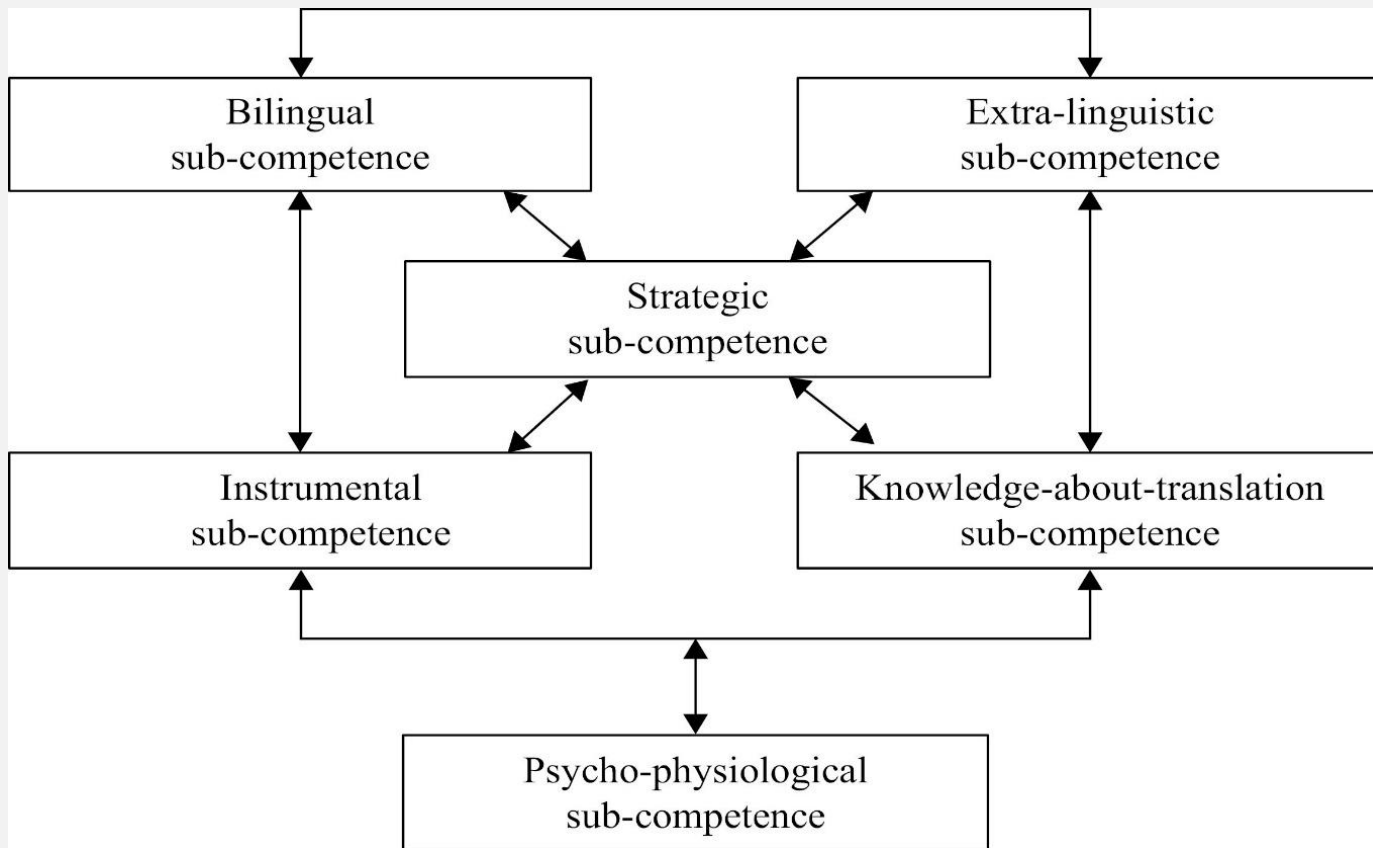 Bilingual
sub-competence
Extra-linguistic
sub-competence
Strategic
sub-competence
Instrumental
sub-competence
Knowledge-about-translation
sub-competence
Psycho-physiological
sub-competence